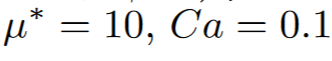 μ* = 10, Ca = 0.1